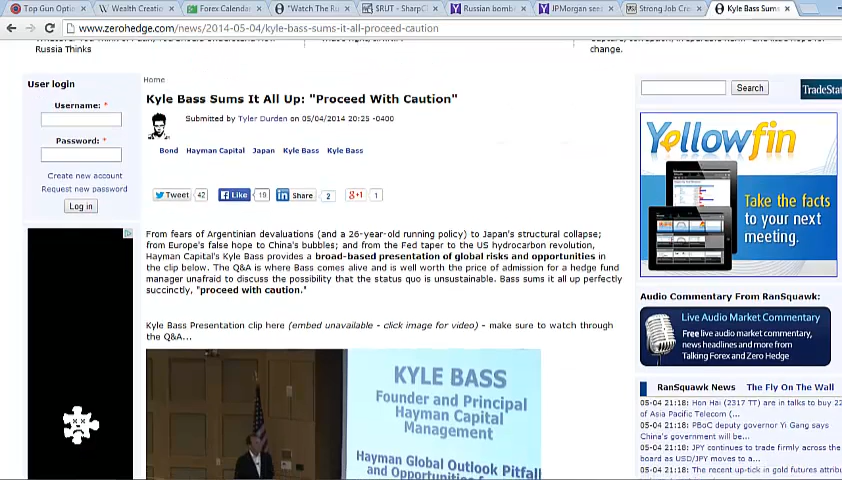 Top Gun Optio
Wealth Creatio
Forex Calendar
"Watch The Ru
$RUT - SharpC
Russian bombe
JPMorgan see
Strong Job Cre
Kyle Bass Sums
www.zerohedge.com/news/2014-05-04/kyle-bass-sums-it-all-proceed-caution
Russia Thinks
change.
User login
Username: *
Password: *
Create new account
Request new password
Log in
Home
Kyle Bass Sums It All Up: "Proceed With Caution"
Submitted by Tyler Durden on 05/04/2014 20:25 -0400
Bond Hayman Capital Japan Kyle Bass Kyle Bass
Tweet 42 Like 19 Share 2 +1 1
From fears of Argentinian devaluations (and a 26-year-old running policy) to Japan's structural collapse;
from Europe's false hope to China's bubbles; and from the Fed taper to the US hydrocarbon revolution,
Hayman Capital's Kyle Bass provides a broad-based presentation of global risks and opportunities in
the clip below. The Q&A is where Bass comes alive and is well worth the price of admission for a hedge fund
manager unafraid to discuss the possibility that the status quo is unsustainable. Bass sums it all up perfectly
succinctly, "proceed with caution."
Kyle Bass Presentation clip here (embed unavailable - click image for video) - make sure to watch through
the Q&A...
KYLE BASS
Founder and Principal
Hayman Capital
Management
Hayman Global Outlook Pitfal
and Opportunities f
Search
TradeStat
Yellowfin
Take the facts
to your next
meeting.
Audio Commentary From RanSquawk:
Live Audio Market Commentary
Free live audio market commentary,
news headlines and more from
Talking Forex and Zero Hedge
RanSquawk News The Fly On The Wall
05-04 21:18: Hon Hai (2317 TT) are in talks to buy 22
of Asia Pacific Telecom (...
05-04 21:18: PBoC deputy governor Yi Gang says
China's government will be...
05-04 21:18: JPY continues to trade firmly across the
board as USD/JPY moves to a...
05-04 21:18: The recent up-tick in gold futures attribu